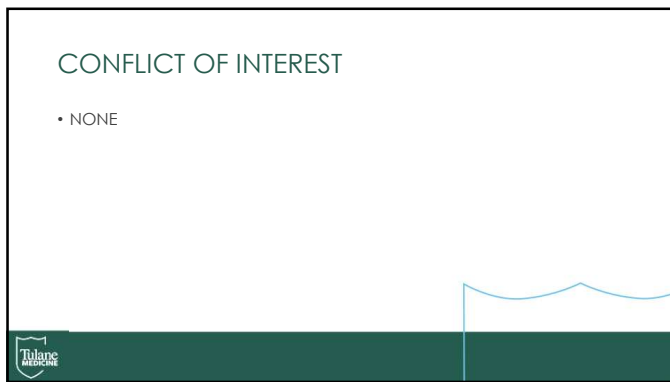 CONFLICT OF INTEREST
• NONE
Tulane
MEDICINE